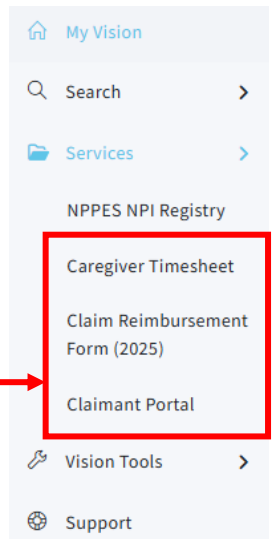 My Vision
Search
Services
NPPES NPI Registry
Caregiver Timesheet
Claim Reimbursement
Form (2025)
Claimant Portal
Vision Tools
Support